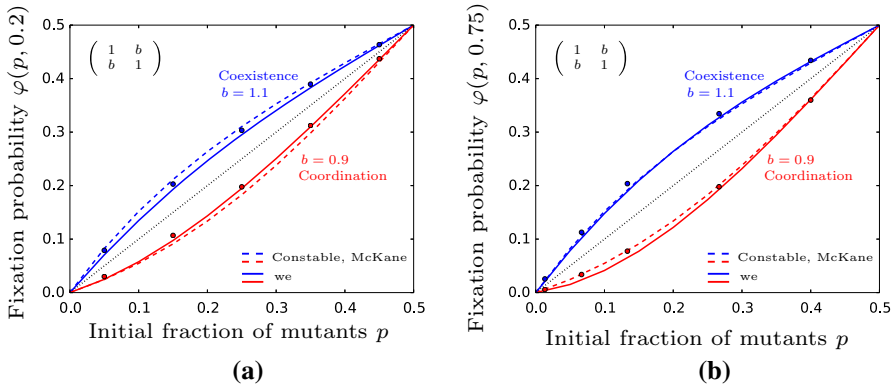 Fixation probability φ(p, 0.2)
0.5
0.4
0.3
0.2
0.1
0.0
( 1 b
b 1 )
Coexistence
b = 1.1
b = 0.9
Coordination
Constable, McKane
we
0.0 0.1 0.2 0.3 0.4 0.5
Initial fraction of mutants p
(a)
Fixation probability φ(p, 0.75)
0.5
0.4
0.3
0.2
0.1
0.0
( 1 b
b 1 )
Coexistence
b = 1.1
b = 0.9
Coordination
Constable, McKane
we
0.0 0.1 0.2 0.3 0.4 0.5
Initial fraction of mutants p
(b)